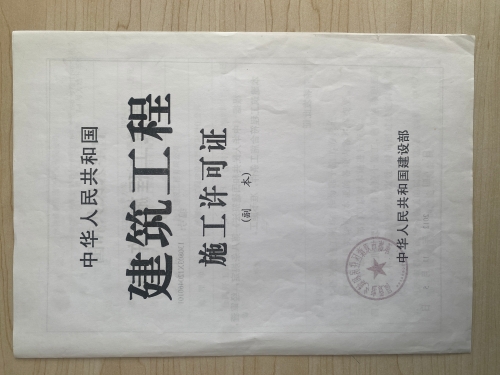 中华人民共和国
建筑工程
施工许可证
(副 本)
中华人民共和国建设部